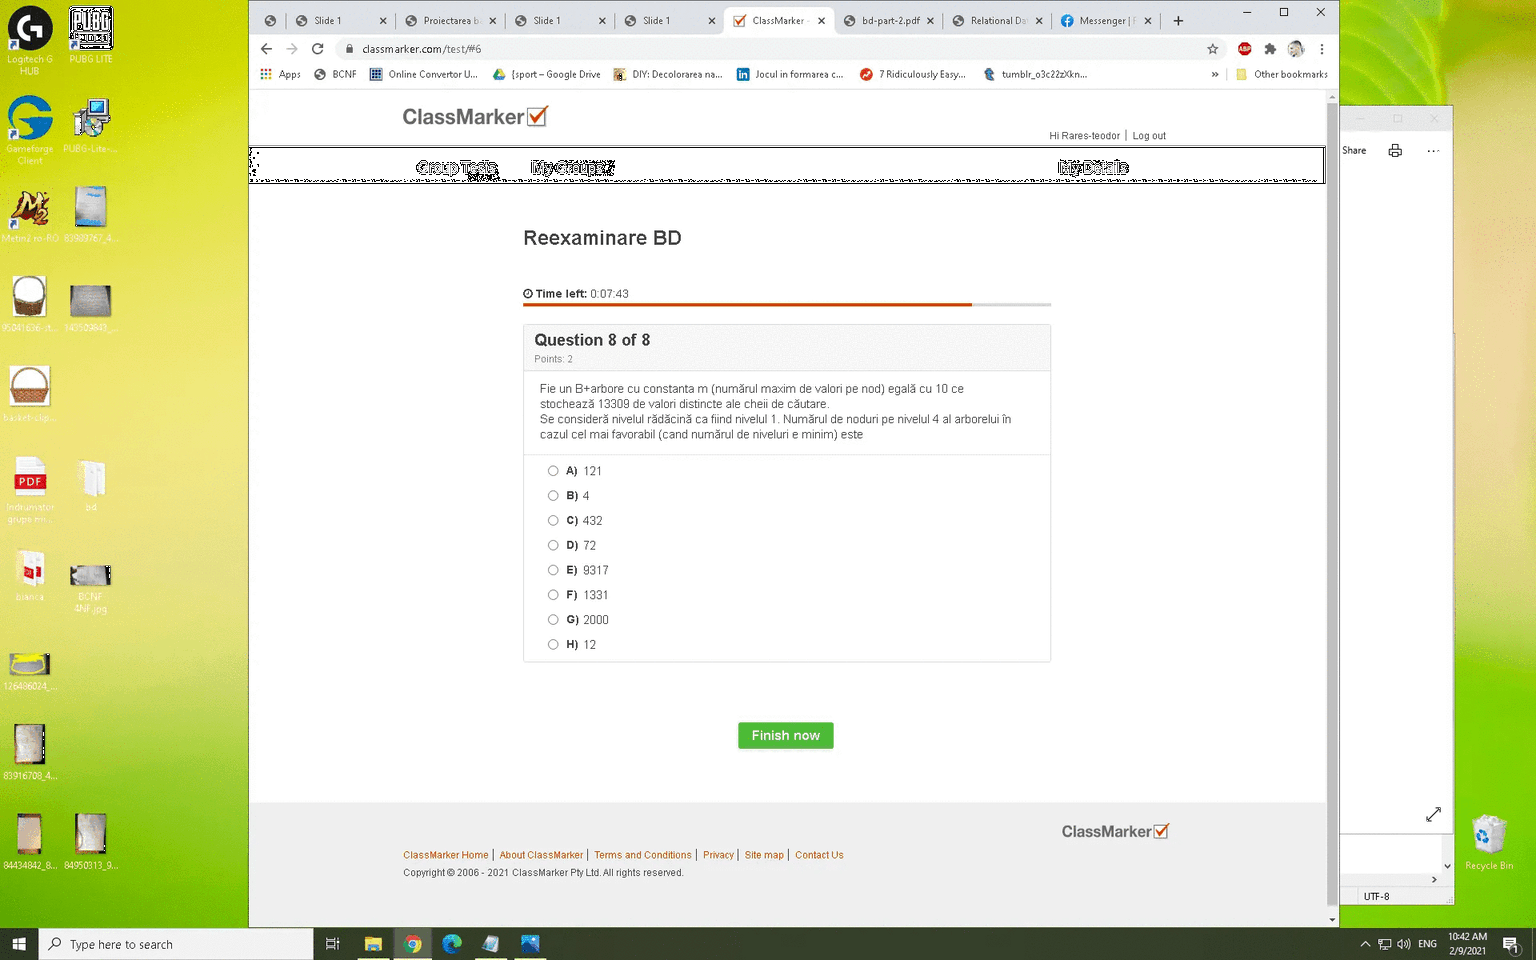 Logitech G
HUB
PUBG LITE
Gameforge
Client
PUBG-Lite-...
Metin2.ro-RO
basket-clas...
Indrumator
bd
bianca
BCNF
4NF.jpg
126486024_...
83916708_4...
84434842_8...
84950313_9...
Slide 1
Proiectarea b
Slide 1
Slide 1
ClassMarker
bd-part-2.pdf
Relational Da
Messenger | F
classmarker.com/test/#6
ABP
Apps
BCNF
Online Convertor U...
{sport – Google Drive
DIY: Decolorarea na...
Jocul in formarea c...
7 Ridiculously Easy...
tumblr_o3c22zXkn...
»
Other bookmarks
ClassMarker
Hi Rares-teodor | Log out
Group Tests
My Groups
My Details
Reexaminare BD
Time left: 0:07:43
Question 8 of 8
Points: 2
Fie un B+arbore cu constanta m (numărul maxim de valori pe nod) egală cu 10 ce
stochează 13309 de valori distincte ale cheii de căutare.
Se consideră nivelul rădăcină ca fiind nivelul 1. Numărul de noduri pe nivelul 4 al arborelui în
cazul cel mai favorabil (cand numărul de niveluri e minim) este
A) 121
B) 4
C) 432
D) 72
E) 9317
F) 1331
G) 2000
H) 12
Finish now
ClassMarker
ClassMarker Home | About ClassMarker | Terms and Conditions | Privacy | Site map | Contact Us
Copyright © 2006 - 2021 ClassMarker Pty Ltd. All rights reserved.
Share
...
UTF-8
Recycle Bin
Type here to search
ENG
10:42 AM
2/9/2021
1